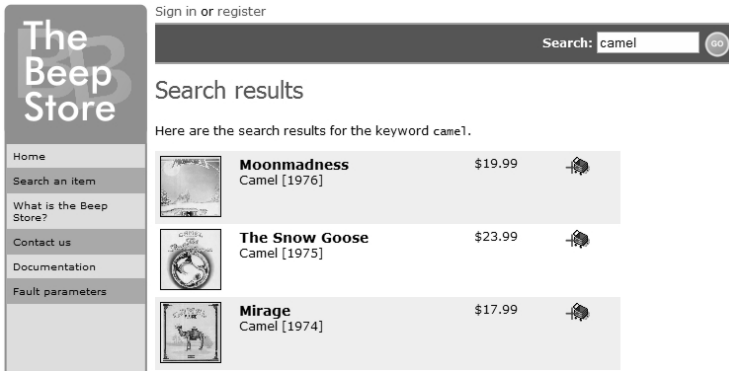 The
Beep
Store
Home
Search an item
What is the Beep
Store?
Contact us
Documentation
Fault parameters
Sign in or register
Search: camel GO
Search results
Here are the search results for the keyword camel.
Moonmadness $19.99
Camel [1976]
The Snow Goose $23.99
Camel [1975]
Mirage $17.99
Camel [1974]